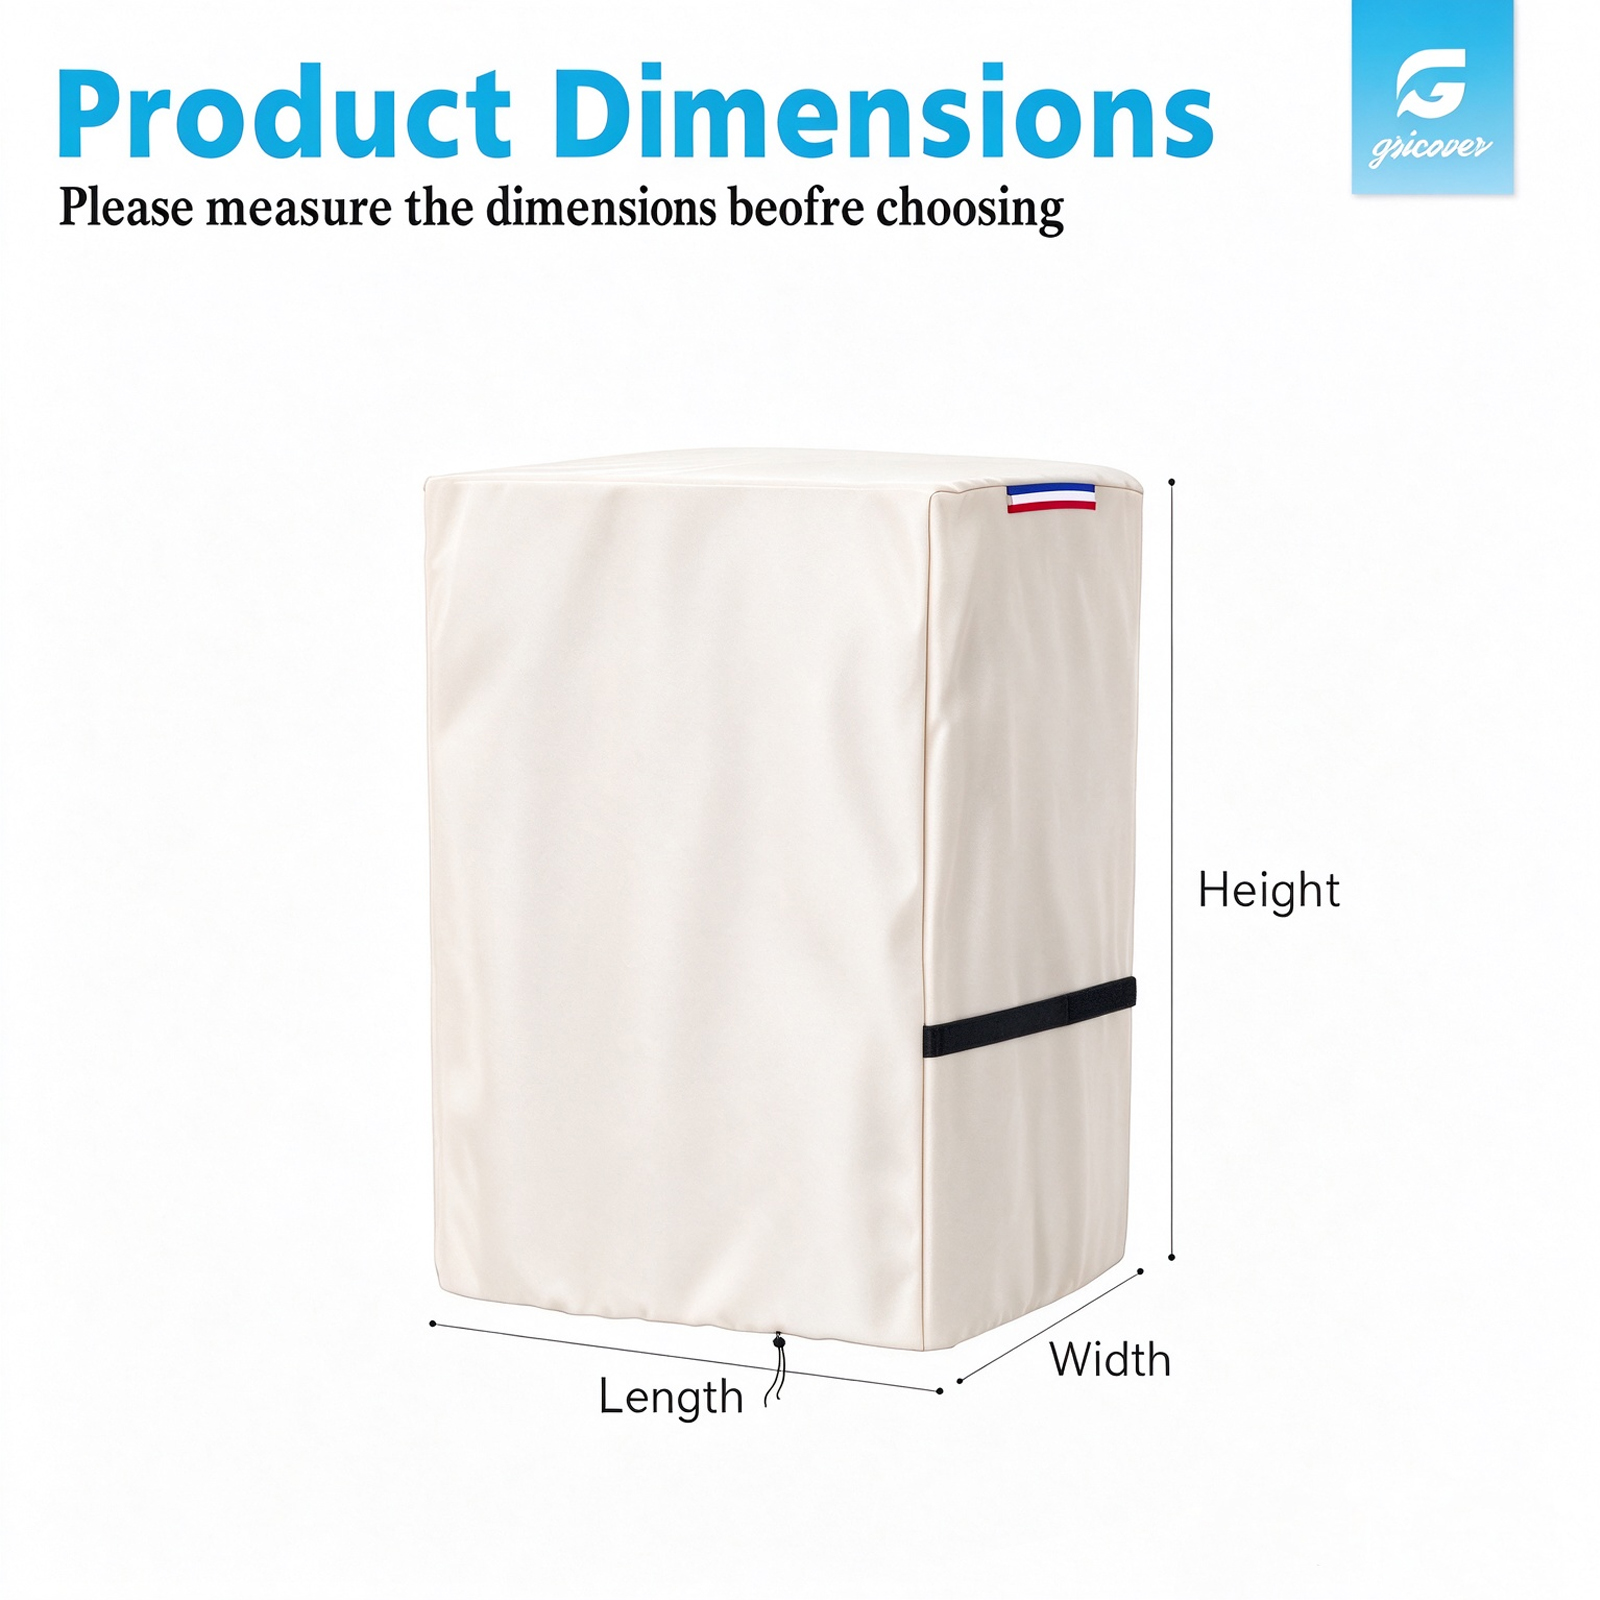 Product Dimensions
Please measure the dimensions beofre choosing
G
gricover
Height
Width
Length